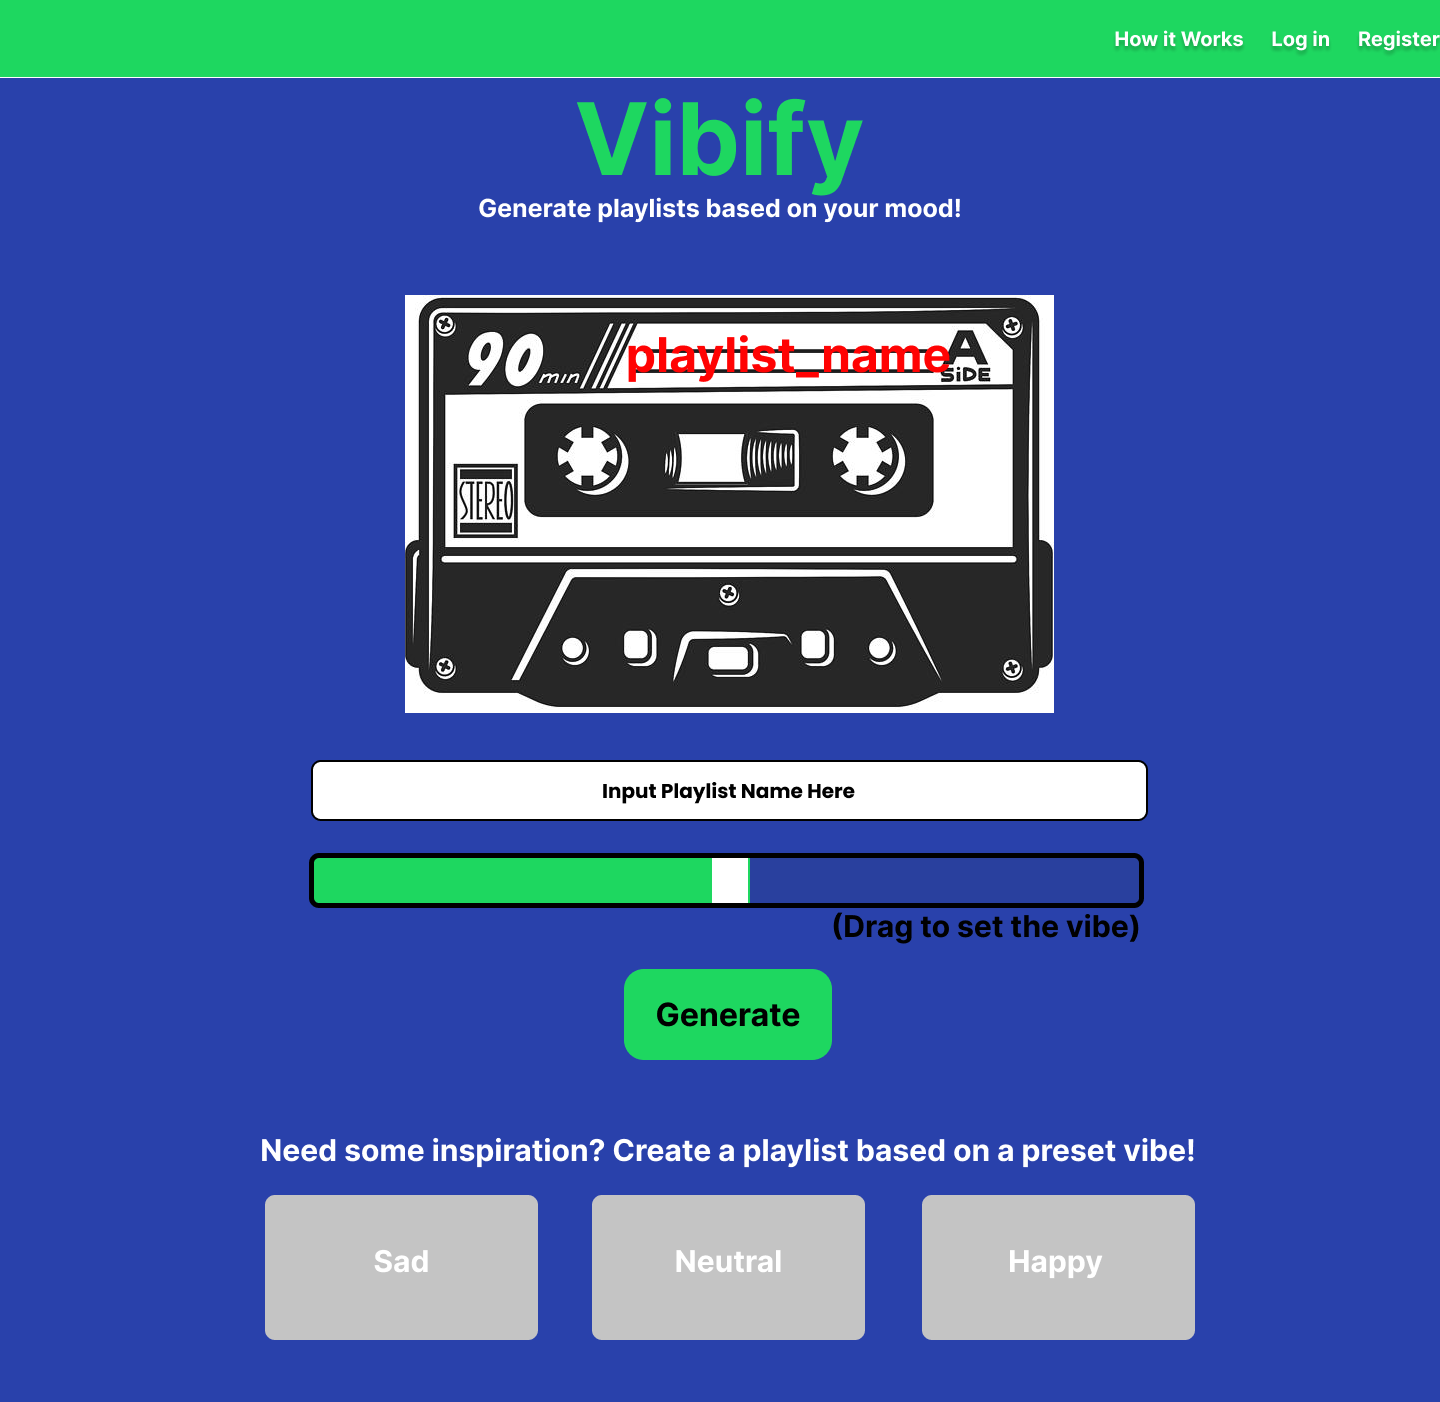 How it Works Log in Register
Vibify
Generate playlists based on your mood!
90 min playlist_name A
SiDE
STEREO
Input Playlist Name Here
(Drag to set the vibe)
Generate
Need some inspiration? Create a playlist based on a preset vibe!
Sad Neutral Happy